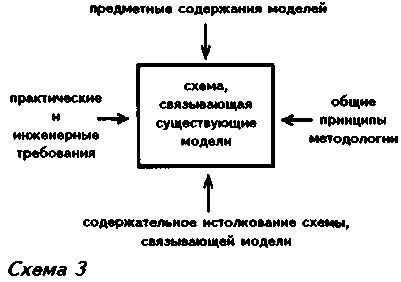 предметные содержания моделей
схема,
связывающая
существующие
модели
практические
и
инженерные
требования
общие
принципы
методологии
содержательное истолкование схемы,
связывающей модели
Схема 3